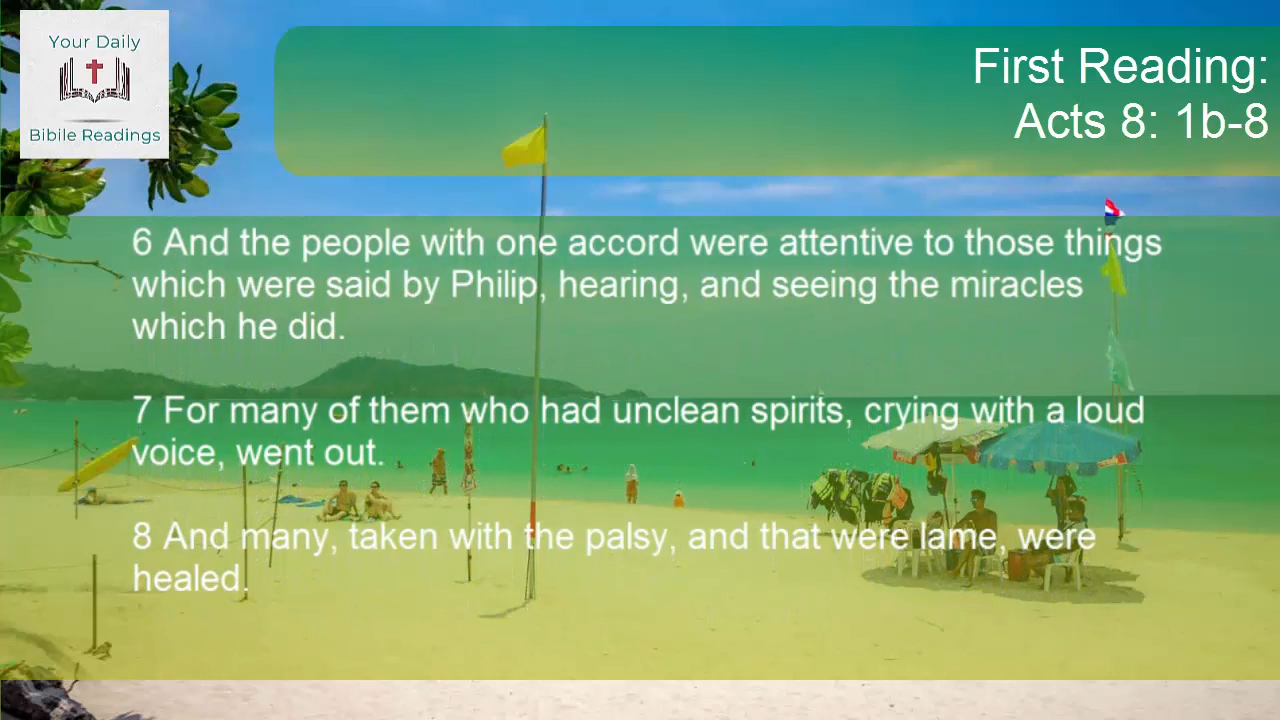 Your Daily
Bibile Readings
First Reading:
Acts 8: 1b-8
6 And the people with one accord were attentive to those things
which were said by Philip, hearing, and seeing the miracles
which he did.
7 For many of them who had unclean spirits, crying with a loud
voice, went out.
8 And many, taken with the palsy, and that were lame, were
healed.